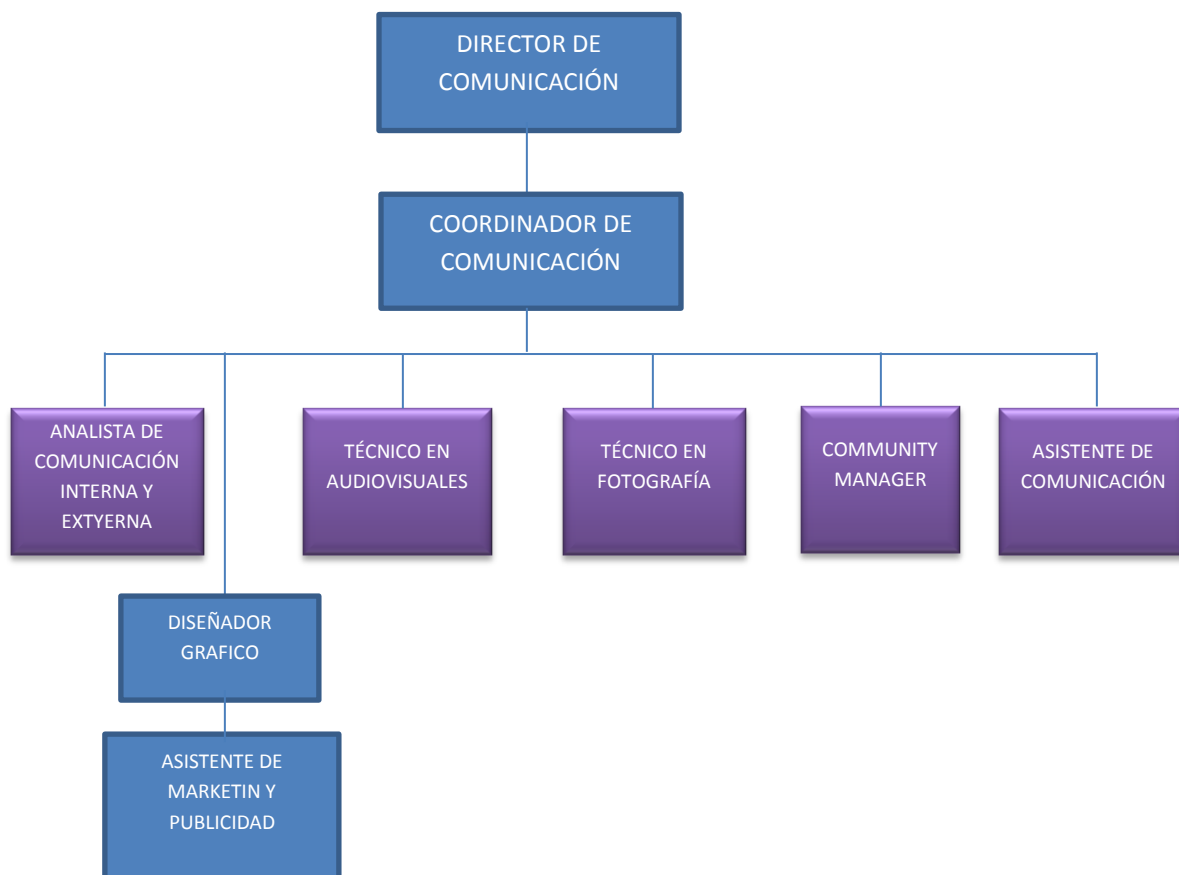 DIRECTOR DE
COMUNICACIÓN
COORDINADOR DE
COMUNICACIÓN
ANALISTA DE
COMUNICACIÓN
INTERNA Y
EXTYERNA
TÉCNICO EN
AUDIOVISUALES
TÉCNICO EN
FOTOGRAFÍA
COMMUNITY
MANAGER
ASISTENTE DE
COMUNICACIÓN
DISEÑADOR
GRAFICO
ASISTENTE DE
MARKETIN Y
PUBLICIDAD